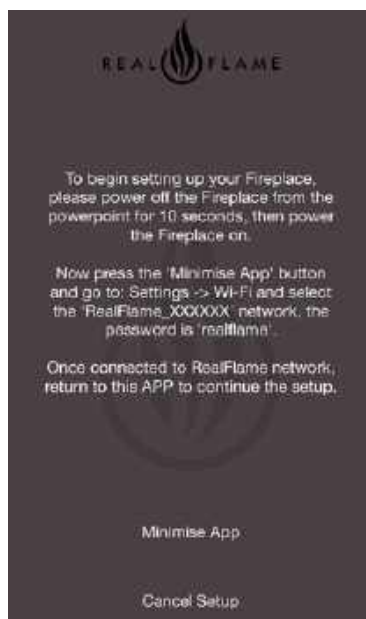 REAL FLAME
To begin setting up your Fireplace,
please power off the Fireplace from the
powerpoint for 10 seconds, then power
the Fireplace on.
Now press the 'Minimise App' button
and go to: Settings -> Wi-Fi and select
the 'RealFlame_XXXXXX' network, the
password is 'realflame'.
Once connected to RealFlame network,
return to this APP to continue the setup.
Minimise App
Cancel Setup